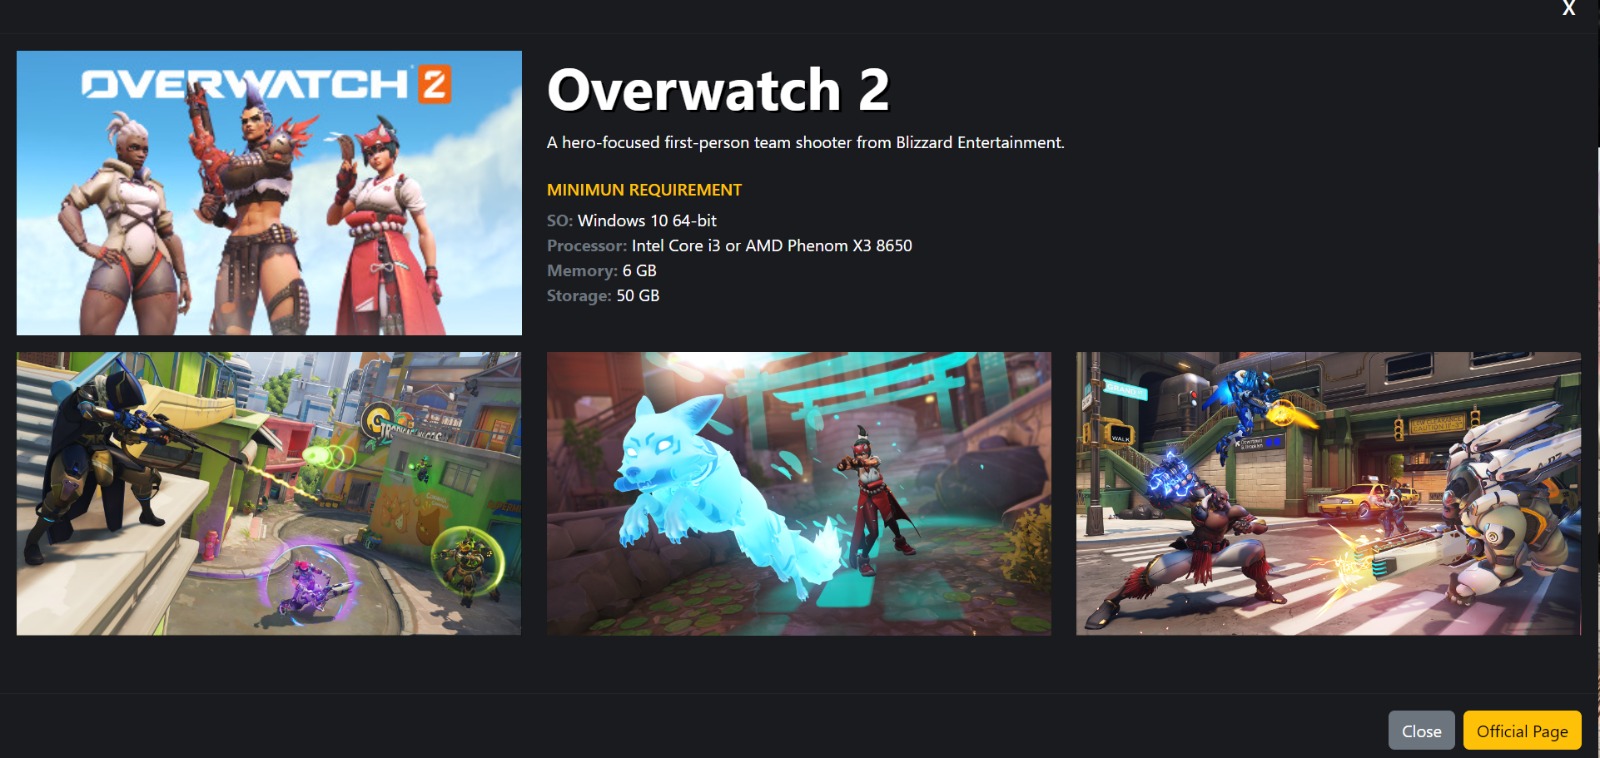 X
OVERWATCH 2
Overwatch 2
A hero-focused first-person team shooter from Blizzard Entertainment.
MINIMUN REQUIREMENT
SO: Windows 10 64-bit
Processor: Intel Core i3 or AMD Phenom X3 8650
Memory: 6 GB
Storage: 50 GB
WALK
Close
Official Page